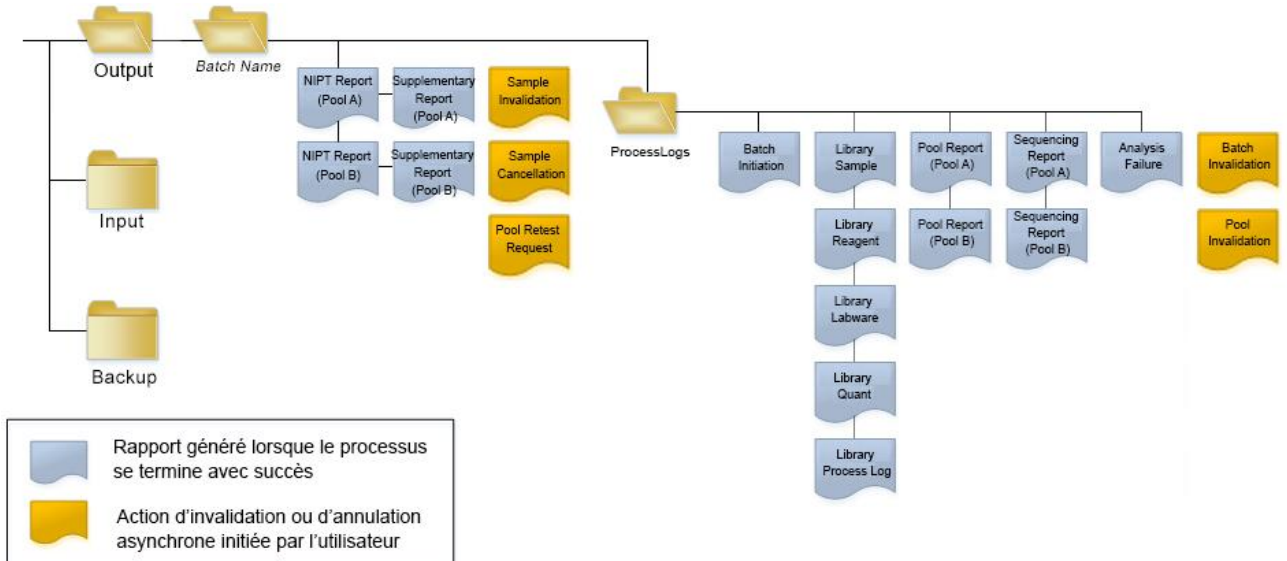 Output
Batch Name
NIPT Report
(Pool A)
Supplementary
Report
(Pool A)
Sample
Invalidation
NIPT Report
(Pool B)
Supplementary
Report
(Pool B)
Sample
Cancellation
Pool Retest
Request
ProcessLogs
Batch
Initiation
Library
Sample
Pool Report
(Pool A)
Sequencing
Report
(Pool A)
Analysis
Failure
Batch
Invalidation
Library
Reagent
Pool Report
(Pool B)
Sequencing
Report
(Pool B)
Pool
Invalidation
Library
Labware
Library
Quant
Library
Process Log
Input
Backup
Rapport généré lorsque le processus
se termine avec succès
Action d'invalidation ou d'annulation
asynchrone initiée par l'utilisateur